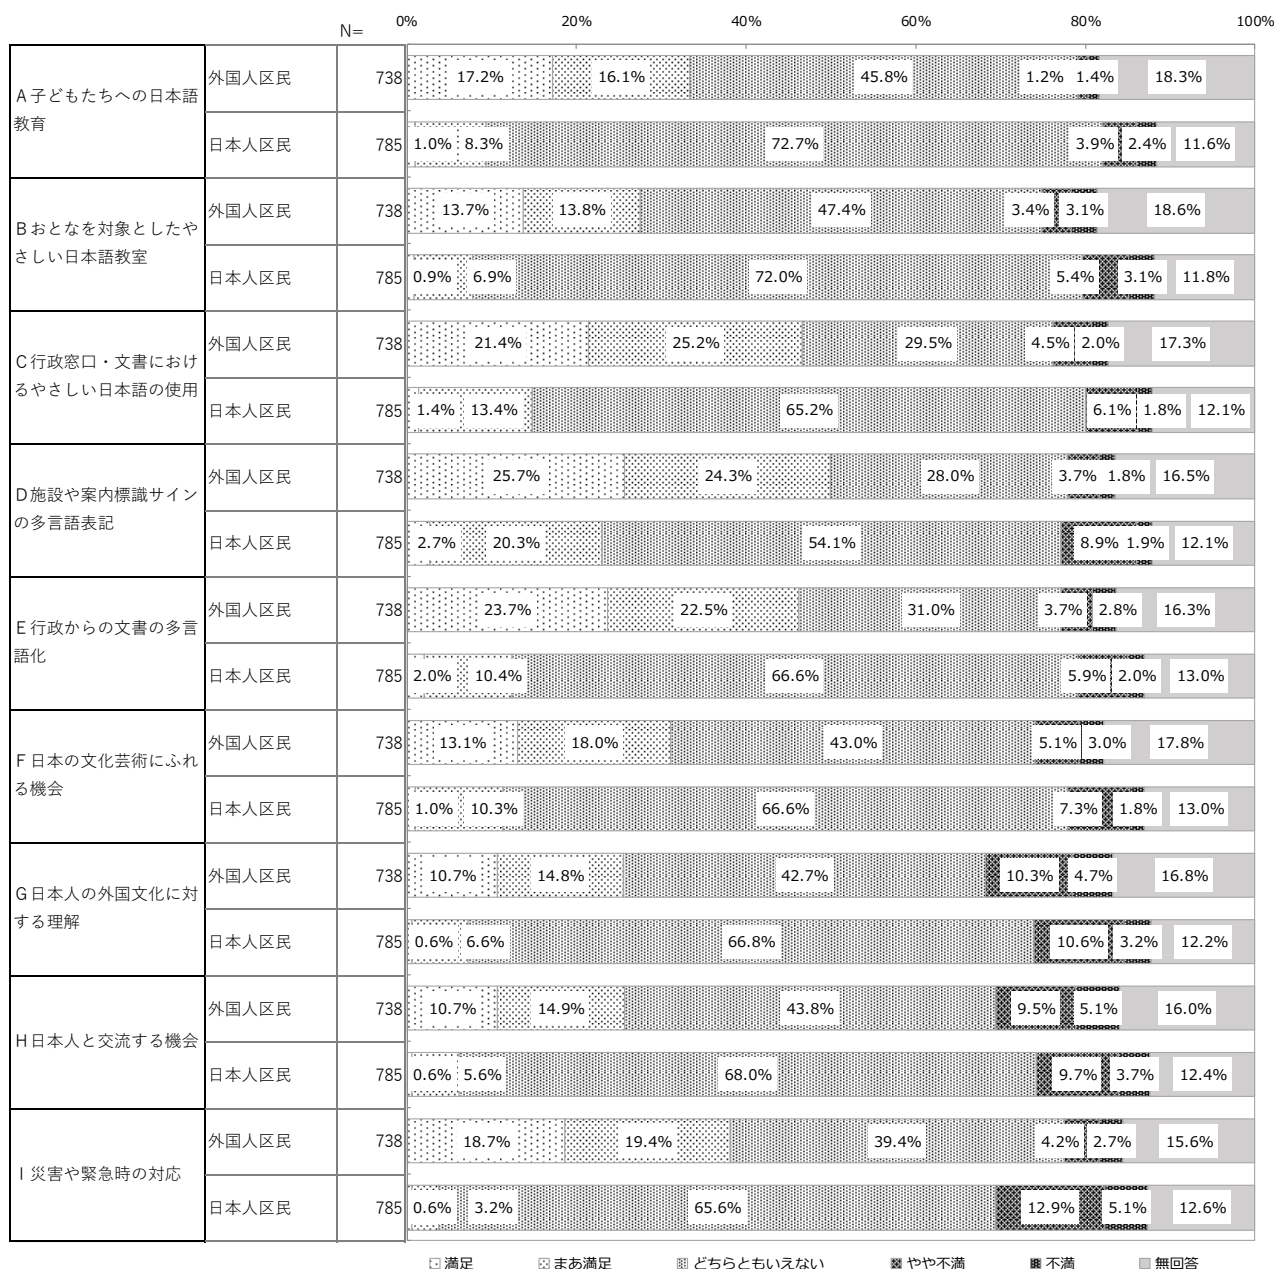 0% 20% 40% 60% 80% 100%
N=
A子どもたちへの日本語
教育
外国人区民 738 17.2% 16.1% 45.8% 1.2% 1.4% 18.3%
日本人区民 785 1.0% 8.3% 72.7% 3.9% 2.4% 11.6%
Bおとなを対象としたや
さしい日本語教室
外国人区民 738 13.7% 13.8% 47.4% 3.4% 3.1% 18.6%
日本人区民 785 0.9% 6.9% 72.0% 5.4% 3.1% 11.8%
C行政窓口・文書におけ
るやさしい日本語の使用
外国人区民 738 21.4% 25.2% 29.5% 4.5% 2.0% 17.3%
日本人区民 785 1.4% 13.4% 65.2% 6.1% 1.8% 12.1%
D施設や案内標識サイン
の多言語表記
外国人区民 738 25.7% 24.3% 28.0% 3.7% 1.8% 16.5%
日本人区民 785 2.7% 20.3% 54.1% 8.9% 1.9% 12.1%
E行政からの文書の多言
語化
外国人区民 738 23.7% 22.5% 31.0% 3.7% 2.8% 16.3%
日本人区民 785 2.0% 10.4% 66.6% 5.9% 2.0% 13.0%
F日本の文化芸術にふれ
る機会
外国人区民 738 13.1% 18.0% 43.0% 5.1% 3.0% 17.8%
日本人区民 785 1.0% 10.3% 66.6% 7.3% 1.8% 13.0%
G日本人の外国文化に対
する理解
外国人区民 738 10.7% 14.8% 42.7% 10.3% 4.7% 16.8%
日本人区民 785 0.6% 6.6% 66.8% 10.6% 3.2% 12.2%
H日本人と交流する機会
外国人区民 738 10.7% 14.9% 43.8% 9.5% 5.1% 16.0%
日本人区民 785 0.6% 5.6% 68.0% 9.7% 3.7% 12.4%
I災害や緊急時の対応
外国人区民 738 18.7% 19.4% 39.4% 4.2% 2.7% 15.6%
日本人区民 785 0.6% 3.2% 65.6% 12.9% 5.1% 12.6%
満足 まあ満足 どちらともいえない やや不満 不満 無回答